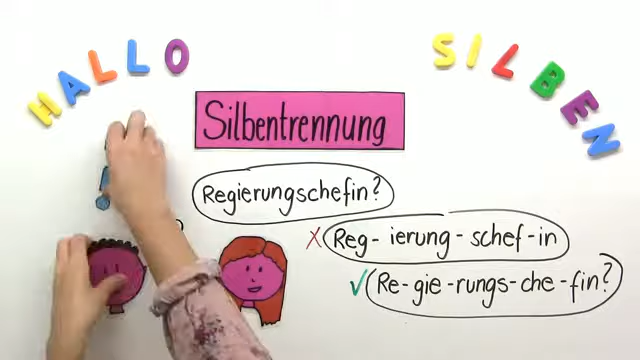 HALLO
SILBEN
Silbentrennung
Regierungschefin?
x Reg- ierung - schef -in
✓ Re-gie-rungs-che-fin?